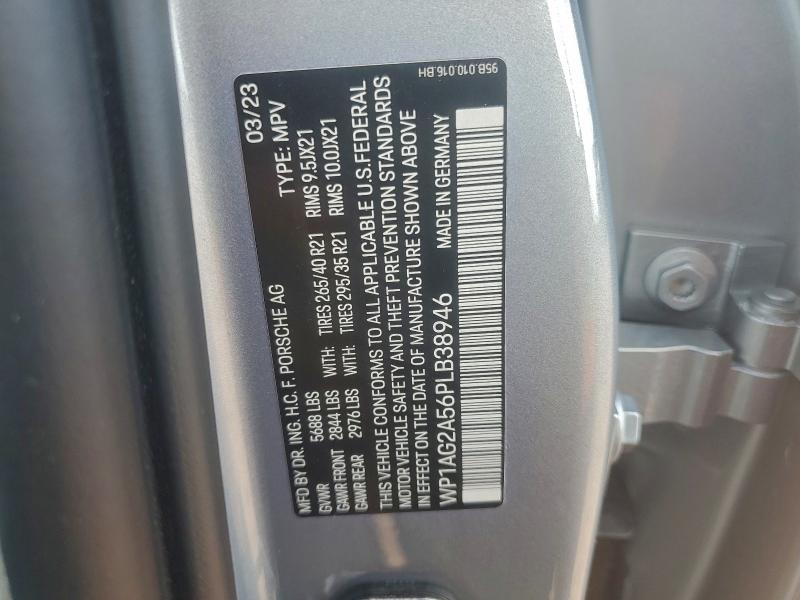 MFD BY DR. ING. H.C. F. PORSCHE AG 03/23
GVWR 5688 LBS TYPE: MPV
GAWR FRONT 2844 LBS WITH: TIRES 265/40 R21 RIMS 9.5JX21
GAWR REAR 2976 LBS WITH: TIRES 295/35 R21 RIMS 10.0JX21
THIS VEHICLE CONFORMS TO ALL APPLICABLE U.S.FEDERAL
MOTOR VEHICLE SAFETY AND THEFT PREVENTION STANDARDS
IN EFFECT ON THE DATE OF MANUFACTURE SHOWN ABOVE
WP1AG2A56PLB38946 MADE IN GERMANY
95B.010.016.BH